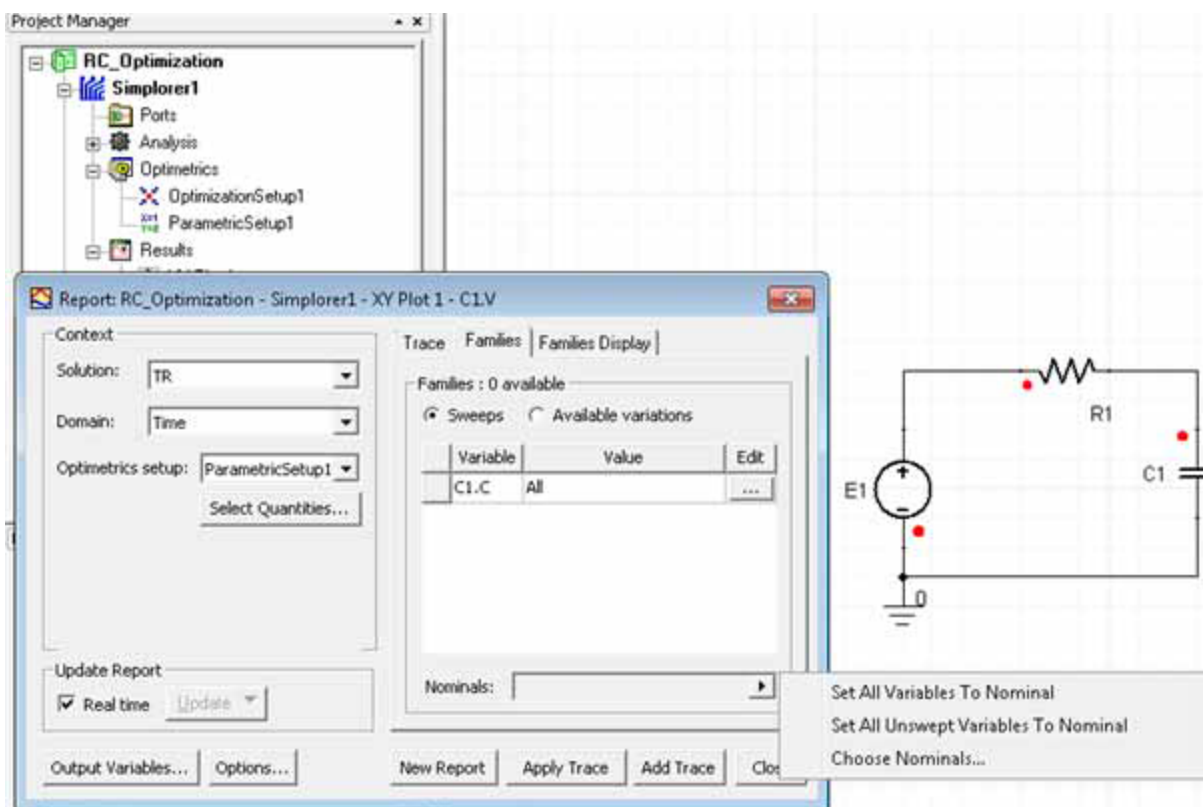 Project Manager
RC_Optimization
Simplorer1
Ports
Analysis
Optimetrics
OptimizationSetup1
ParametricSetup1
Results
Report: RC_Optimization - Simplorer1 - XY Plot 1 - C1.V
Context
Solution: TR
Domain: Time
Optimetrics setup: ParametricSetup1
Select Quantities...
Update Report
Real time Update
Trace Families Families Display
Families : 0 available
Sweeps Available variations
Variable Value Edit
C1.C All ...
Nominals:
Set All Variables To Nominal
Set All Unswept Variables To Nominal
Choose Nominals...
Output Variables... Options... New Report Apply Trace Add Trace
R1
C1
E1
0